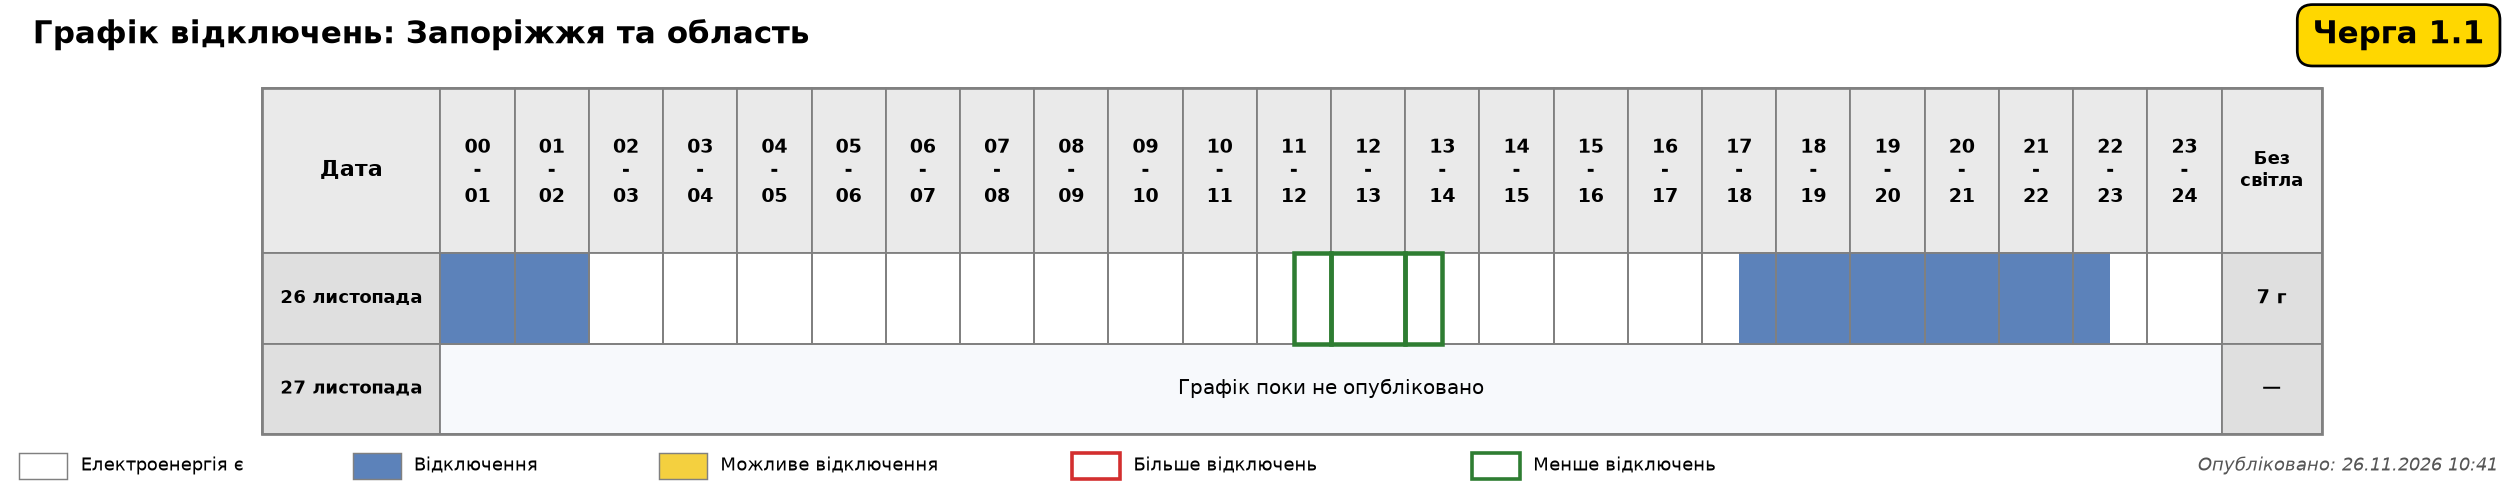 Графік відключень: Запоріжжя та область
Черга 1.1
Дата
00 - 01
01 - 02
02 - 03
03 - 04
04 - 05
05 - 06
06 - 07
07 - 08
08 - 09
09 - 10
10 - 11
11 - 12
12 - 13
13 - 14
14 - 15
15 - 16
16 - 17
17 - 18
18 - 19
19 - 20
20 - 21
21 - 22
22 - 23
23 - 24
Без
світла
26 листопада
7 г
27 листопада
Графік поки не опубліковано
—
Електроенергія є
Відключення
Можливе відключення
Більше відключень
Менше відключень
Опубліковано: 26.11.2026 10:41